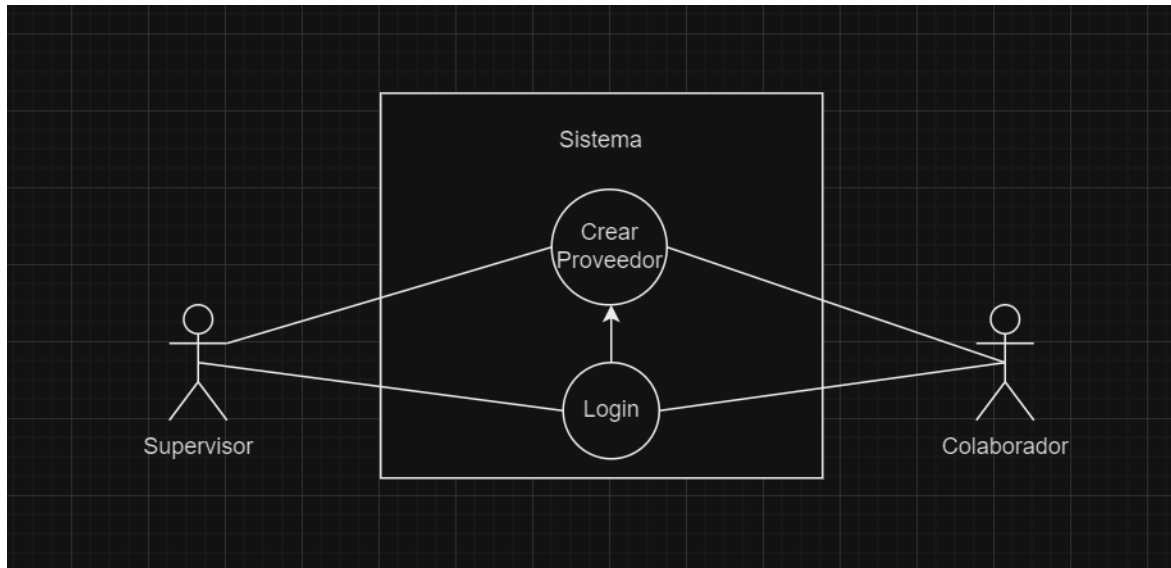 Sistema
Crear
Proveedor
Login
Supervisor
Colaborador